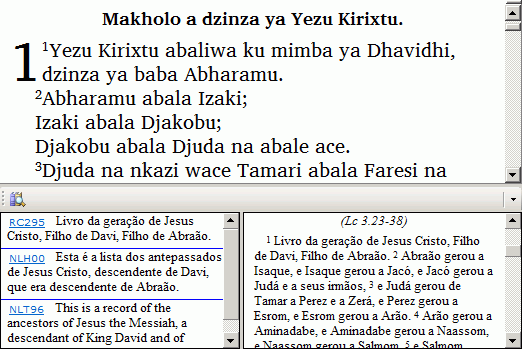 Makholo a dzinza ya Yezu Kirixtu.
1 ¹Yezu Kirixtu abaliwa ku mimba ya Dhavidhi,
dzinza ya baba Abharamu.
²Abharamu abala Izaki;
Izaki abala Djakobu;
Djakobu abala Djuda na abale ace.
³Djuda na nkazi wace Tamari abala Faresi na
RC295 Livro da geração de Jesus
Cristo, Filho de Davi, Filho de Abraão.
NLH00 Esta é a lista dos antepassados
de Jesus Cristo, descendente de Davi,
que era descendente de Abraão.
NLT96 This is a record of the
ancestors of Jesus the Messiah, a
descendant of King David and of
(Lc 3.23-38)
¹ Livro da geração de Jesus Cristo, Filho
de Davi, Filho de Abraão. ² Abraão gerou a
Isaque, e Isaque gerou a Jacó, e Jacó gerou a
Judá e a seus irmãos, ³ e Judá gerou de
Tamar a Perez e a Zerá, e Perez gerou a
Esrom, e Esrom gerou a Arão. ⁴ Arão gerou a
Aminadabe, e Aminadabe gerou a Naassom,
e Naassom gerou a Salmom, ⁵ e Salmom